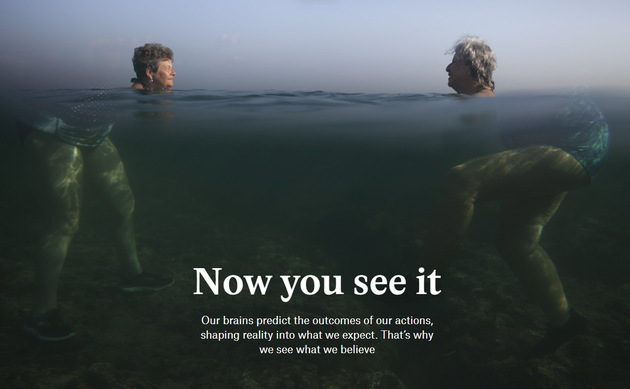 Now you see it
Our brains predict the outcomes of our actions,
shaping reality into what we expect. That's why
we see what we believe